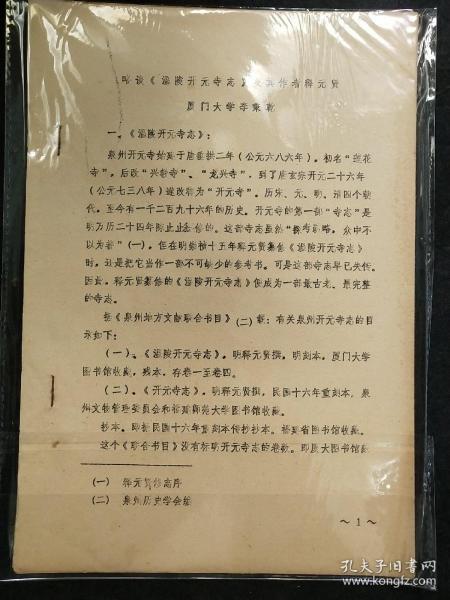 略谈《温陵开元寺志》及其作者释元贤
厦门大学李秉乾
一、《温陵开元寺志》：
泉州开元寺始建于唐垂拱二年（公元六八六年）。初名“莲花
寺”，后改“兴教寺”、“龙兴寺”，到了唐玄宗开元二十六年
（公元七三八年）遂改称为“开元寺”。历宋、元、明、清四个朝
代，至今有一千二百九十六年的历史。开元寺的第一部“寺志”是
明万历二十四年陈止止修的。这部寺志虽然“事略，众中不
以为善”（一），但在明崇祯十五年释元贤纂修《温陵开元寺志》
时，还是把它当作一部不可缺少的参考书。可是这部寺志早已失传。
因此，释元贤纂修的《温陵开元寺志》便成为一部最古老、最完整
的寺志。
据《泉州地方文献联合书目》（二）载：有关泉州开元寺志的目
录如下：
（一）、《温陵开元寺志》，明释元贤撰，明刻本，厦门大学
图书馆收藏，残本，存卷一至卷四。
（二）、《开元寺志》，明释元贤撰，民国十六年重刻本，泉
州文物管理委员会和福建师范大学图书馆收藏。
抄本，即据民国十六年重刻本传抄抄本。福建省图书馆收藏。
这个《联合书目》没有标明开元寺志的卷数。即厦大图书馆藏
（一） 释元贤修志序
（二） 泉州历史学会编
～1～
孔夫子旧书网